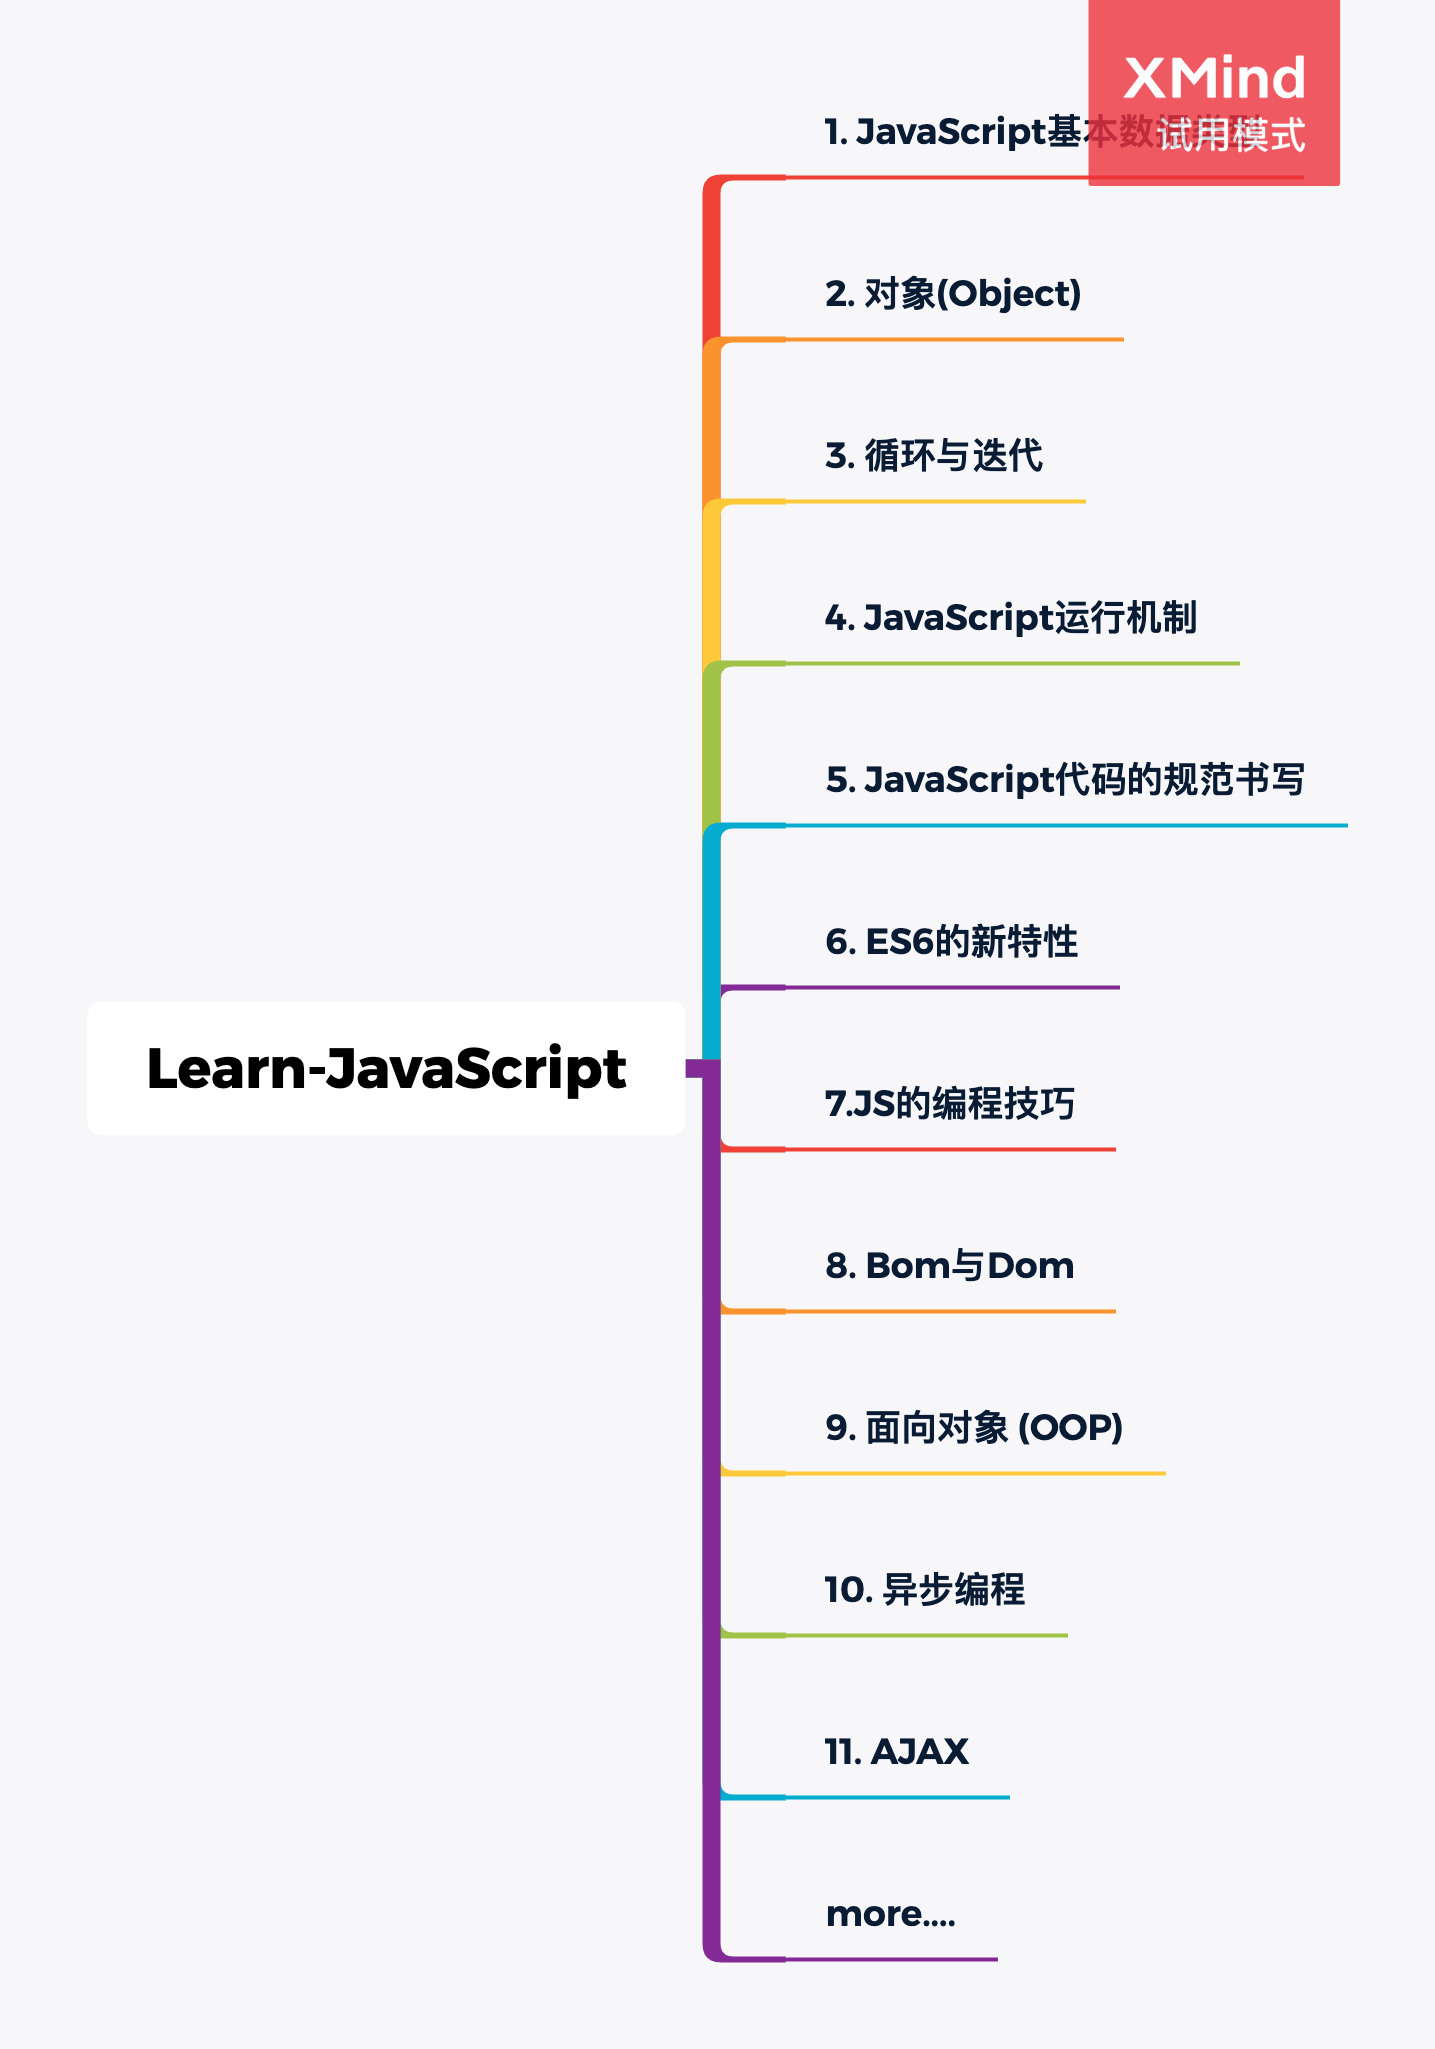 XMind
试用模式
1. JavaScript基本数据类型
2. 对象(Object)
3. 循环与迭代
4. JavaScript运行机制
5. JavaScript代码的规范书写
6. ES6的新特性
Learn-JavaScript
7.JS的编程技巧
8. Bom与Dom
9. 面向对象 (OOP)
10. 异步编程
11. AJAX
more....